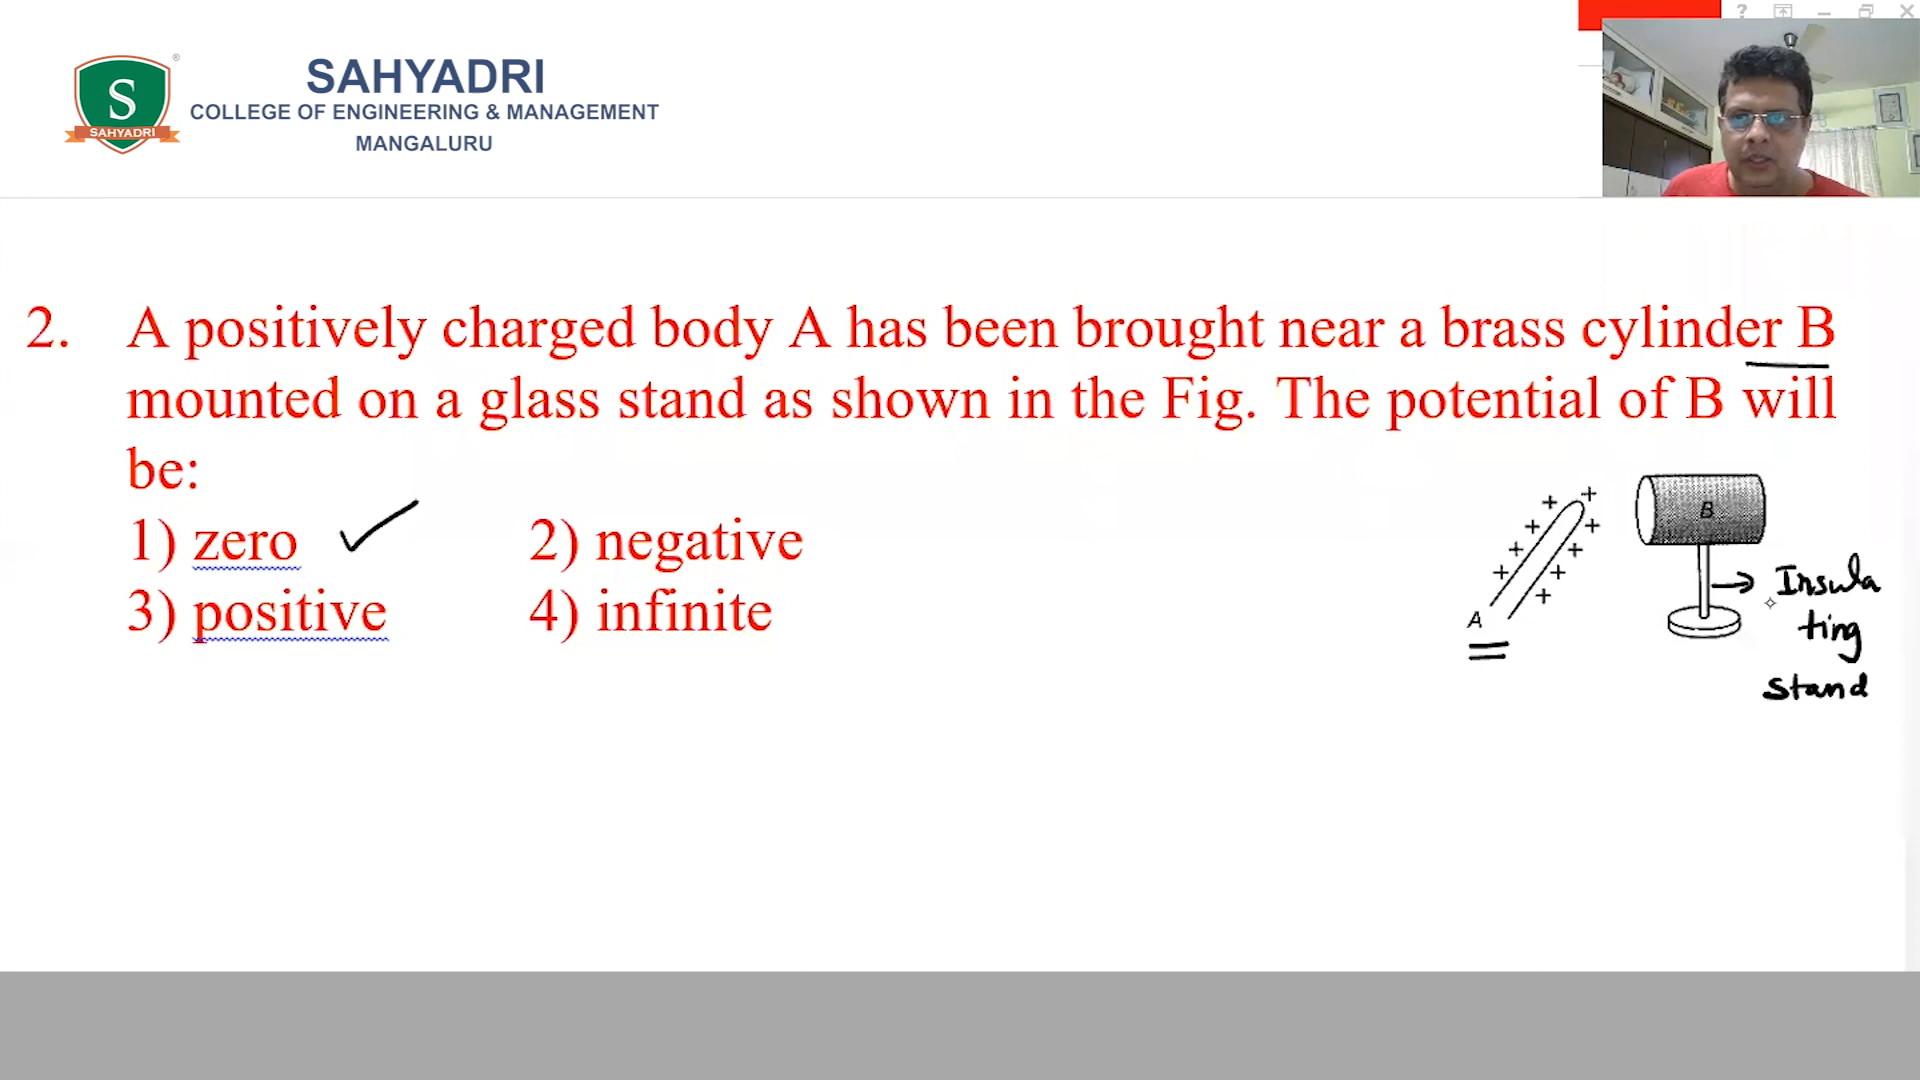 S
SAHYADRI
®
SAHYADRI
COLLEGE OF ENGINEERING & MANAGEMENT
MANGALURU
2. A positively charged body A has been brought near a brass cylinder B
mounted on a glass stand as shown in the Fig. The potential of B will
be:
1) zero ✓ 2) negative
3) positive 4) infinite
+ +
+ +
+ +
+ +
+
A
B
→ Insula
ting
stand